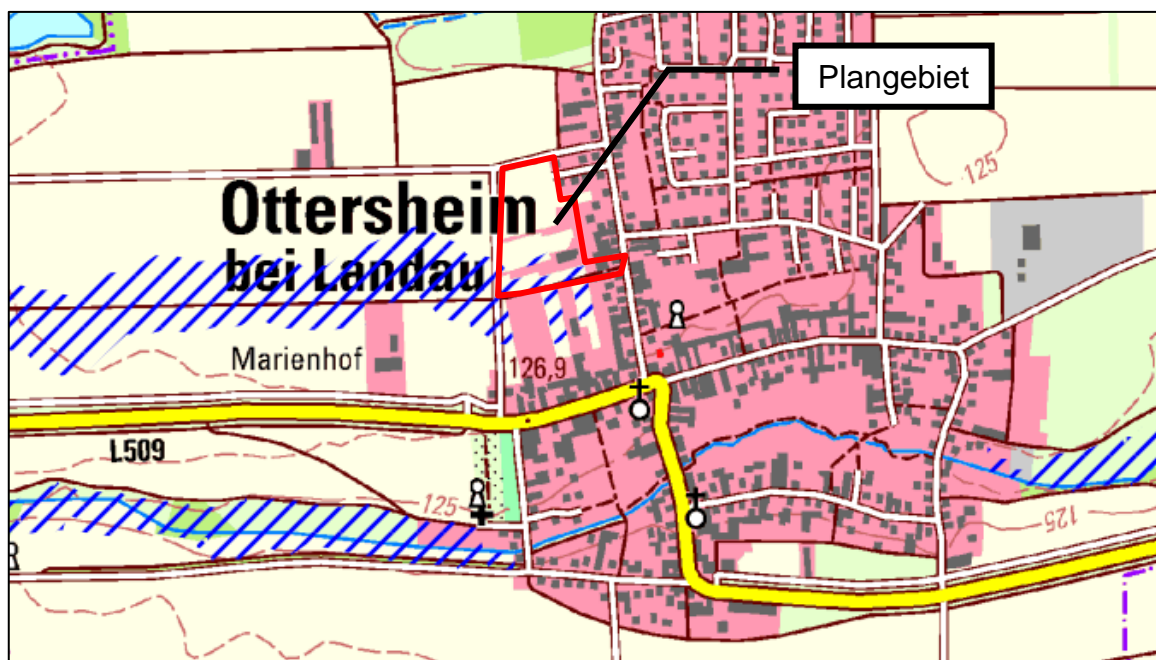 Plangebiet
125
Ottersheim
bei Landau
Marienhof
126,9
L509
125
125
R